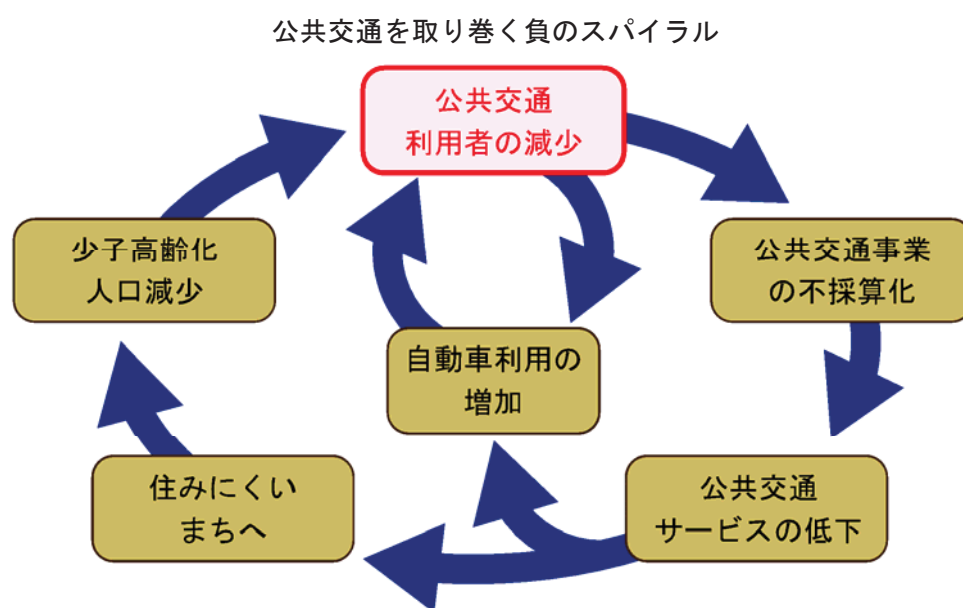 公共交通を取り巻く負のスパイラル
公共交通
利用者の減少
少子高齢化
人口減少
公共交通事業
の不採算化
自動車利用の
増加
住みにくい
まちへ
公共交通
サービスの低下